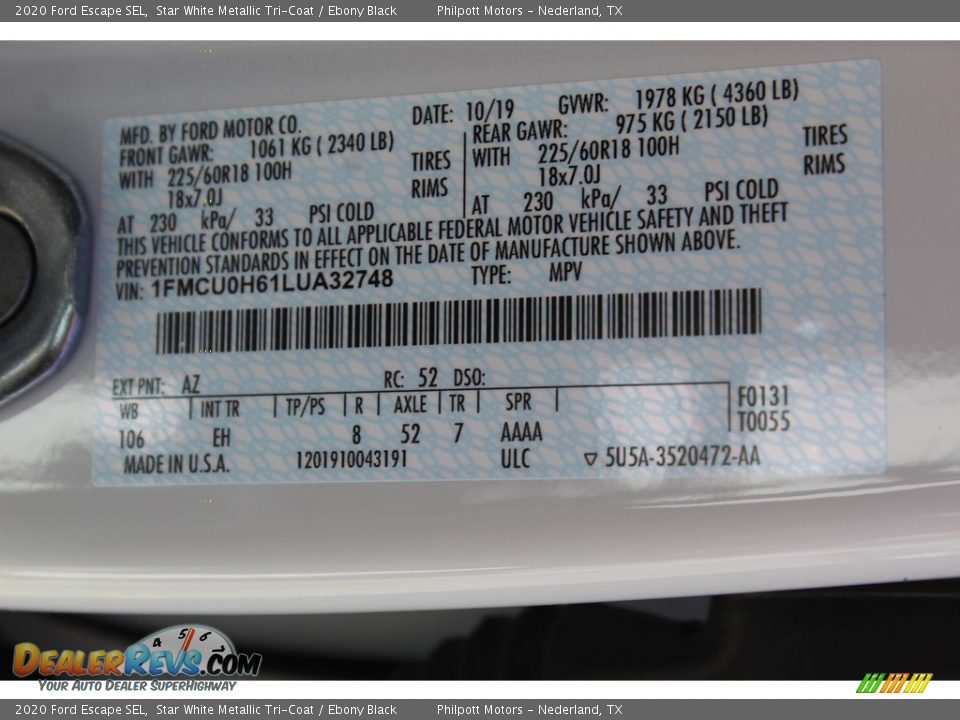 2020 Ford Escape SEL, Star White Metallic Tri-Coat / Ebony Black Philpott Motors - Nederland, TX
MFD. BY FORD MOTOR CO. DATE: 10/19 GVWR: 1978 KG ( 4360 LB)
FRONT GAWR: 1061 KG ( 2340 LB) REAR GAWR: 975 KG ( 2150 LB)
WITH 225/60R18 100H TIRES WITH 225/60R18 100H TIRES
18x7.0J RIMS 18x7.0J RIMS
AT 230 kPa/ 33 PSI COLD AT 230 kPa/ 33 PSI COLD
THIS VEHICLE CONFORMS TO ALL APPLICABLE FEDERAL MOTOR VEHICLE SAFETY AND THEFT
PREVENTION STANDARDS IN EFFECT ON THE DATE OF MANUFACTURE SHOWN ABOVE.
VIN: 1FMCU0H61LUA32748 TYPE: MPV
EXT PNT: AZ RC: 52 DSO:
WB INT TR TP/PS R AXLE TR SPR F0131
106 EH 8 52 7 AAAA T0055
MADE IN U.S.A. 1201910043191 ULC ▽ 5U5A-3520472-AA
4 5 6
DEALERREVS.COM
YOUR AUTO DEALER SUPERHIGHWAY
2020 Ford Escape SEL, Star White Metallic Tri-Coat / Ebony Black Philpott Motors - Nederland, TX